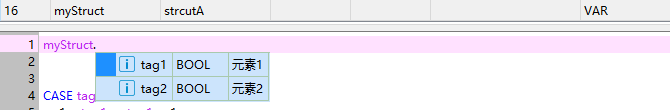 16 myStruct strcutA VAR
1 myStruct.
2 tag1 BOOL 元素1
3 tag2 BOOL 元素2
4 CASE tag